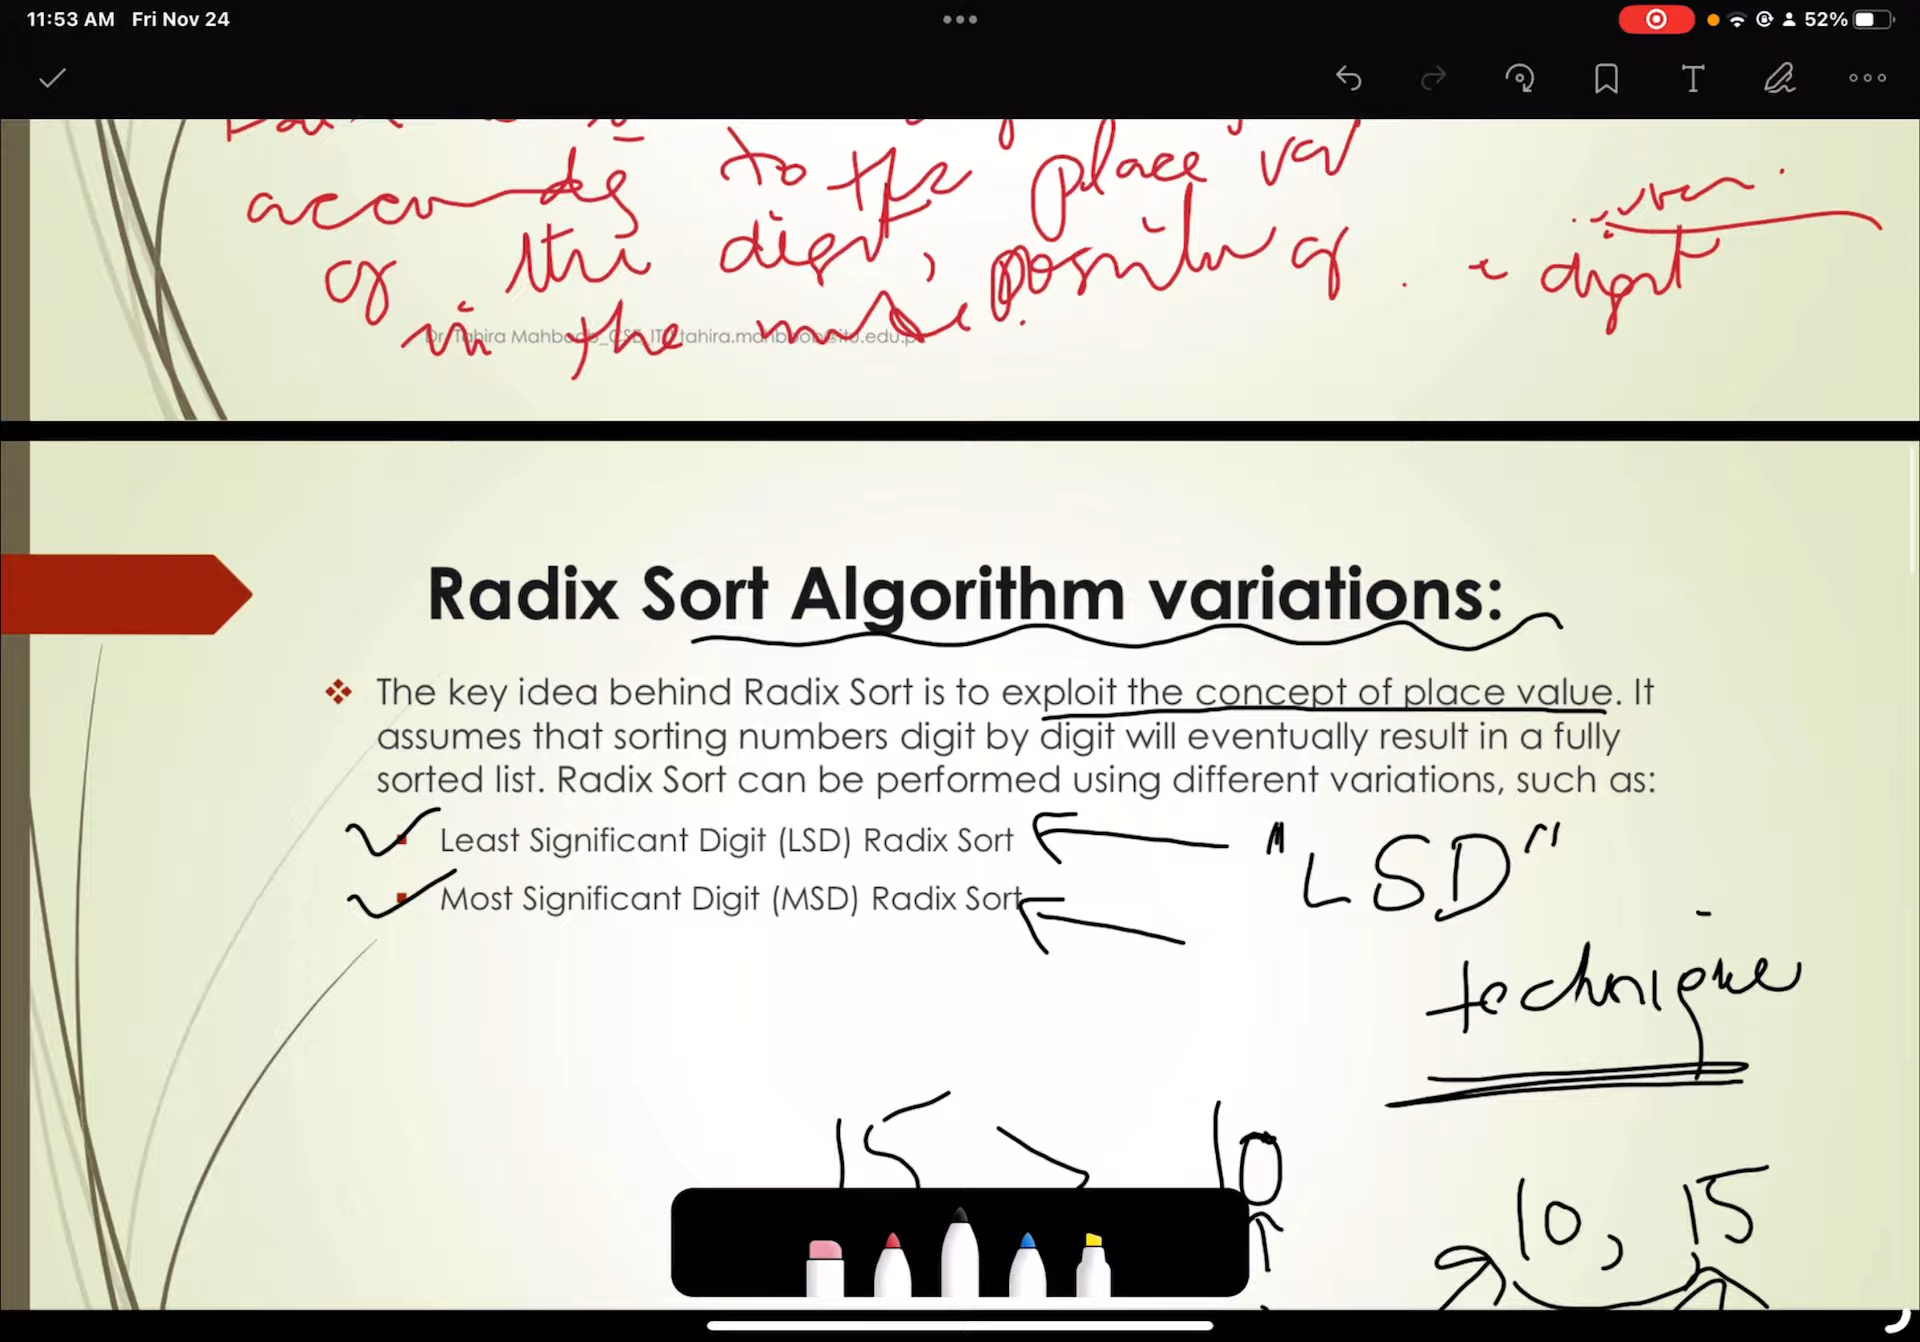 11:53 AM Fri Nov 24
52%
to the place val
of the digit, position of
digit
in the
Radix Sort Algorithm variations:
The key idea behind Radix Sort is to exploit the concept of place value. It
assumes that sorting numbers digit by digit will eventually result in a fully
sorted list. Radix Sort can be performed using different variations, such as:
Least Significant Digit (LSD) Radix Sort
Most Significant Digit (MSD) Radix Sort
"LSD"
technique
15 > 10
10, 15